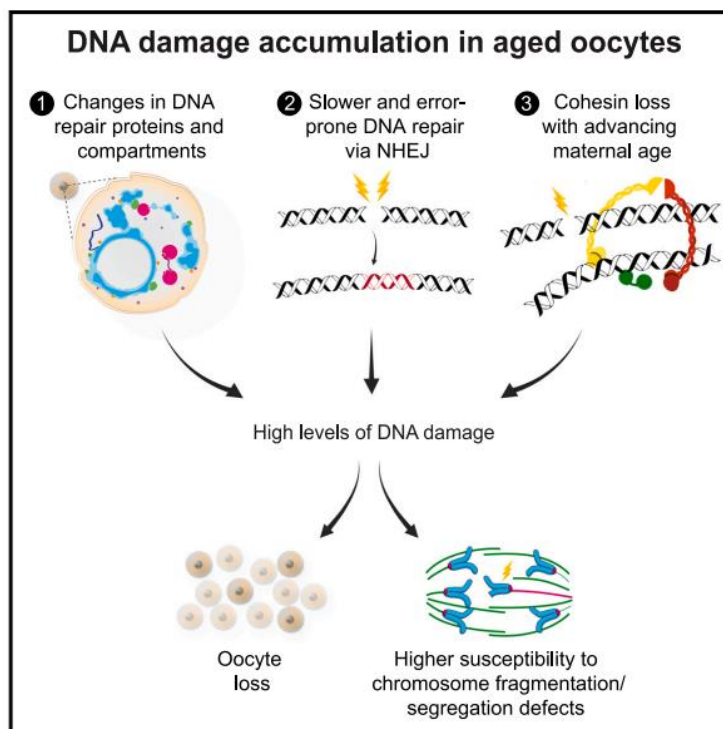 DNA damage accumulation in aged oocytes
1 Changes in DNA
repair proteins and
compartments
2 Slower and error-
prone DNA repair
via NHEJ
3 Cohesin loss
with advancing
maternal age
High levels of DNA damage
Oocyte
loss
Higher susceptibility to
chromosome fragmentation/
segregation defects